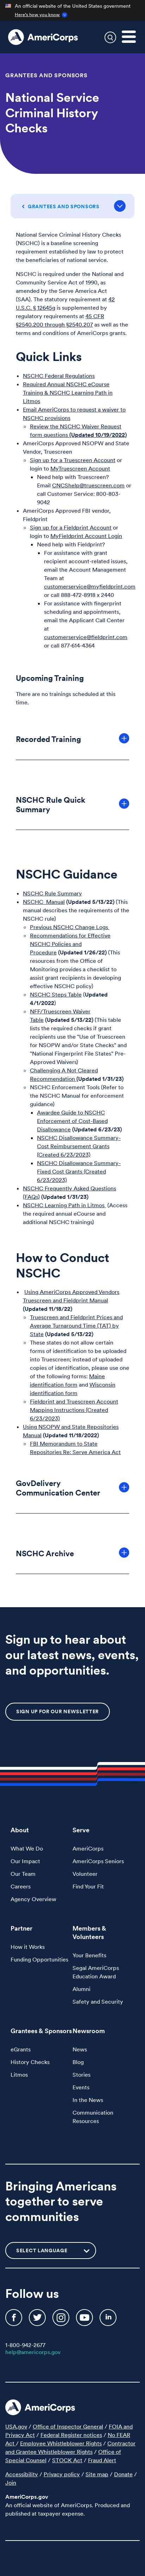 An official website of the United States government
Here's how you know
AmeriCorps
GRANTEES AND SPONSORS
National Service
Criminal History
Checks
GRANTEES AND SPONSORS
National Service Criminal History Checks
(NSCHC) is a baseline screening
requirement established by law to protect
the beneficiaries of national service.
NSCHC is required under the National and
Community Service Act of 1990, as
amended by the Serve America Act
(SAA). The statutory requirement at 42
U.S.C. § 12645g is supplemented by
regulatory requirements at 45 CFR
§2540.200 through §2540.207 as well as the
terms and conditions of AmeriCorps grants.
Quick Links
NSCHC Federal Regulations
Required Annual NSCHC eCourse
Training & NSCHC Learning Path in
Litmos
Email AmeriCorps to request a waiver to
NSCHC provisions
Review the NSCHC Waiver Request
form questions (Updated 10/19/2022)
AmeriCorps Approved NSOPW and State
Vendor, Truescreen
Sign up for a Truescreen Account or
login to MyTruescreen Account
Need help with Truescreen?
Email CNCShelp@truescreen.com or
call Customer Service: 800-803-
9042
AmeriCorps Approved FBI vendor,
Fieldprint
Sign up for a Fieldprint Account or
login to MyFieldprint Account Login
Need help with Fieldprint?
For assistance with grant
recipient account-related issues,
email the Account Management
Team at
customerservice@myfieldprint.com
or call 888-472-8918 x 2440
For assistance with fingerprint
scheduling and appointments,
email the Applicant Call Center
at
customerservice@fieldprint.com
or call 877-614-4364
Upcoming Training
There are no trainings scheduled at this
time.
Recorded Training
NSCHC Rule Quick
Summary
NSCHC Guidance
NSCHC Rule Summary
NSCHC Manual (Updated 5/13/22) (This
manual describes the requirements of the
NSCHC rule)
Previous NSCHC Change Logs
Recommendations for Effective
NSCHC Policies and
Procedure (Updated 1/26/22) (This
resources from the Office of
Monitoring provides a checklist to
assist grant recipients in the
development of an effective
NSCHC policy)
NSCHC Steps Table (Updated
4/1/2022)
NFF/Truescreen Waiver
Table (Updated 5/13/22) (This table
lists the required checks if grant
recipients use the "Use of Truescreen
Only NSOPW and/or State Checks" and
"National Fingerprint File States" Pre-
Approved Waivers)
Challenging A Not Cleared
Recommendation (Updated 1/31/23)
NSCHC Enforcement Tools (Refer to
the NSCHC Manual for enforcement
guidance)
Awardee Guide to NSCHC
Enforcement of Cost-Based
Disallowance (Updated 6/23/23)
NSCHC Disallowance Summary-
Cost Reimbursement Grants
(Created 6/23/2023)
NSCHC Disallowance Summary-
Fixed Cost Grants (Created
6/23/2023)
NSCHC Frequently Asked Questions
(FAQs) (Updated 1/31/23)
NSCHC Learning Path in Litmos (Access
the required annual eCourse and
additional NSCHC trainings)
How to Conduct
NSCHC
Using AmeriCorps Approved Vendors
Truescreen and Fieldprint Manual
(Updated 11/18/22)
Truescreen and Fieldprint Prices and
Average Turnaround Time (TAT) by
State (Updated 5/13/22)
These states do not allow certain
information to be shared through
Truescreen; instead of requesting
copies of identification, please use one
of the following forms: Maine
identification form and Wisconsin
identification form
Fieldprint and Truescreen Account
Mapping Instructions (Created
6/23/2023)
Using NSOPW and State Repositories
Manual (Updated 11/18/2022)
FBI Memorandum to State
Repositories Re: Serve America Act
GovDelivery
Communication Center
NSCHC Archive
Sign up to hear about
our latest news, events,
and opportunities.
SIGN UP FOR OUR NEWSLETTER
About
What We Do
Our Impact
Our Team
Careers
Agency Overview
Serve
AmeriCorps
AmeriCorps Seniors
Volunteer
Find Your Fit
Partner
How it Works
Funding Opportunities
Members &
Volunteers
Your Benefits
Segal AmeriCorps
Education Award
Alumni
Safety and Security
Grantees & Sponsors
eGrants
History Checks
Litmos
Newsroom
News
Blog
Stories
Events
In the News
Communication
Resources
Bringing Americans
together to serve
communities
SELECT LANGUAGE
Follow us
1-800-942-2677
help@americorps.gov
AmeriCorps
USA.gov / Office of Inspector General / FOIA and
Privacy Act / Federal Register notices / No FEAR
Act / Employee Whistleblower Rights / Contractor
and Grantee Whistleblower Rights / Office of
Special Counsel / STOCK Act / Fraud Alert
Accessibility / Privacy policy / Site map / Donate /
Join
AmeriCorps.gov
An official website of AmeriCorps. Produced and
published at taxpayer expense.